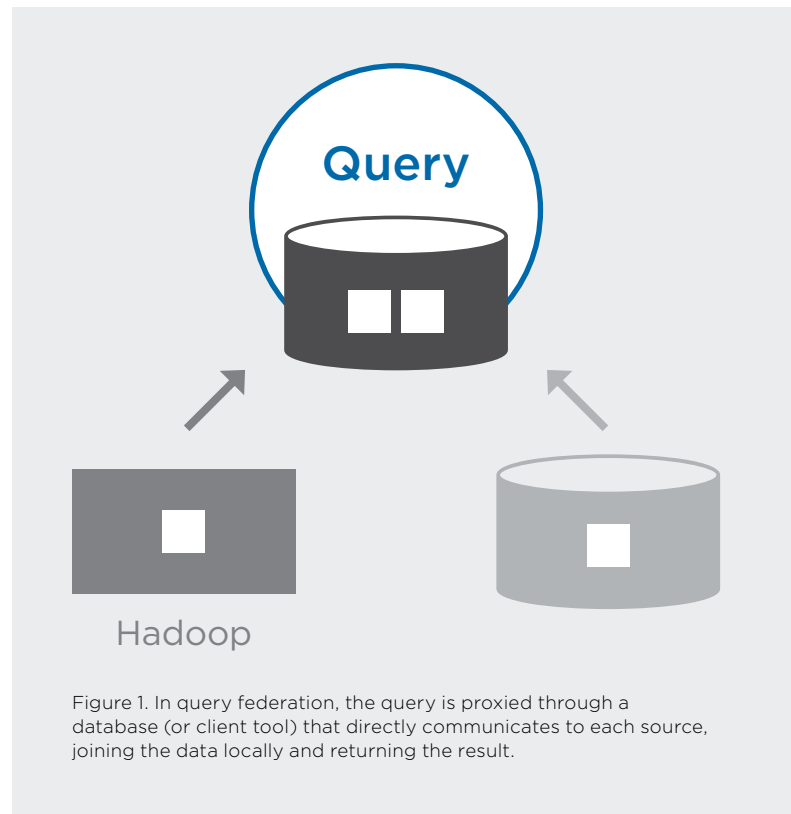 Query
Hadoop
Figure 1. In query federation, the query is proxied through a
database (or client tool) that directly communicates to each source,
joining the data locally and returning the result.